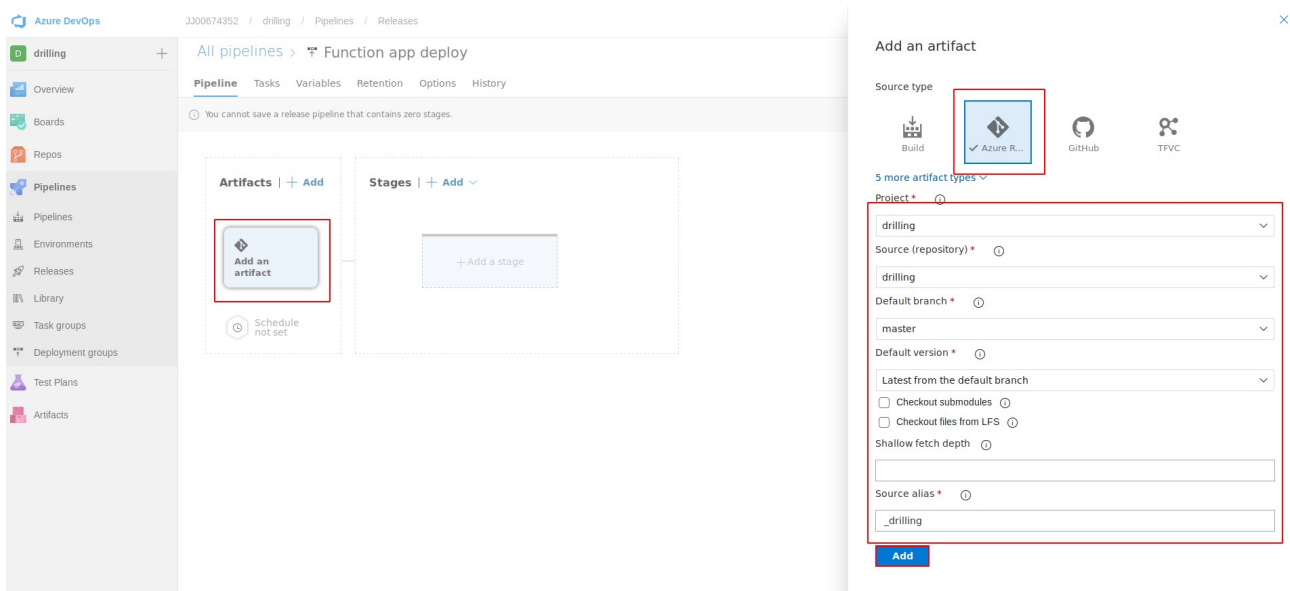 Azure DevOps
JJ00674352 / drilling / Pipelines / Releases
D drilling
Overview
Boards
Repos
Pipelines
Pipelines
Environments
Releases
Library
Task groups
Deployment groups
Test Plans
Artifacts
All pipelines > Function app deploy
Pipeline Tasks Variables Retention Options History
You cannot save a release pipeline that contains zero stages.
Artifacts | + Add
Stages | + Add
Add an
artifact
+ Add a stage
Schedule
not set
Add an artifact
Source type
Build
Azure R...
GitHub
TFVC
5 more artifact types
Project *
drilling
Source (repository) *
drilling
Default branch *
master
Default version *
Latest from the default branch
Checkout submodules
Checkout files from LFS
Shallow fetch depth
Source alias *
_drilling
Add